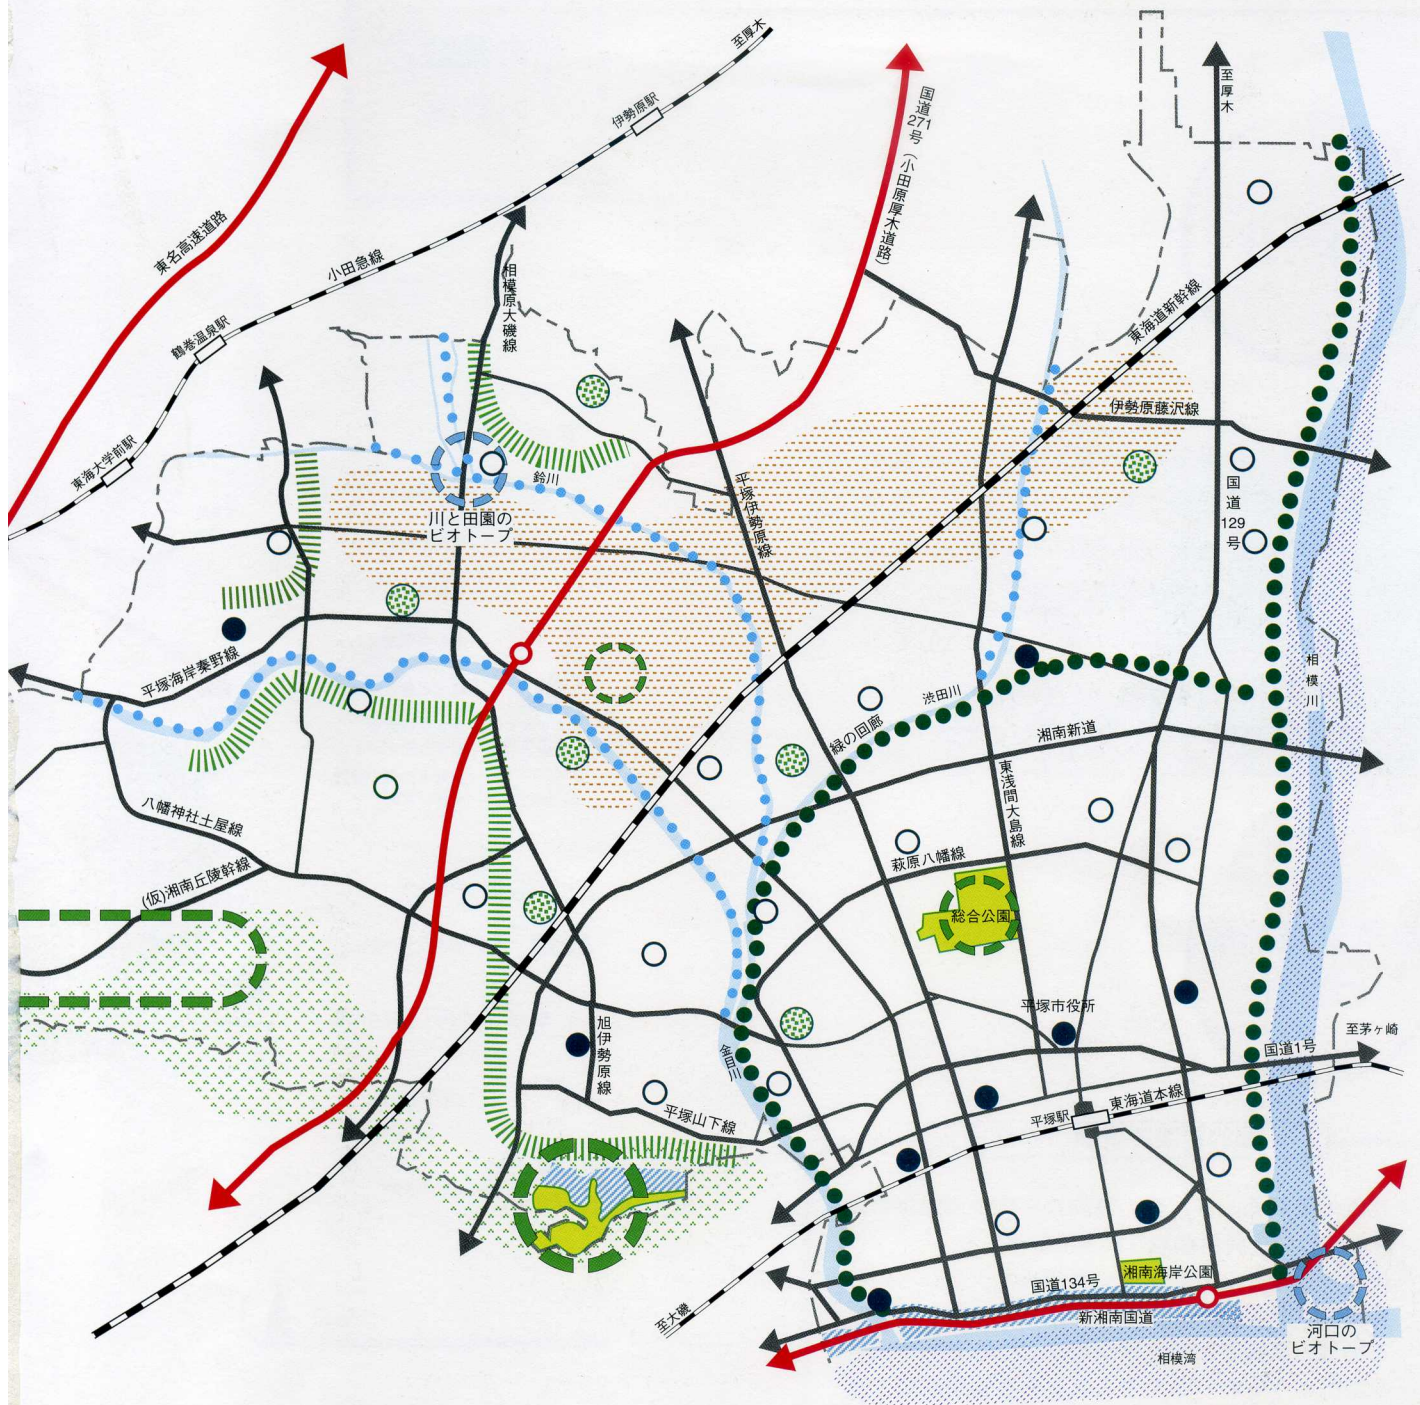 至厚木
伊勢原駅
国道271号(小田原厚木道路)
至厚木
東名高速道路
小田急線
相模原大磯線
鶴巻温泉駅
東海道新幹線
伊勢原藤沢線
東海大学前駅
鈴川
平塚伊勢原線
国道129号
川と田園の
ビオトープ
平塚海岸秦野線
相模川
渋田川
緑の回廊
湘南新道
東浅間大島線
八幡神社土屋線
萩原八幡線
(仮)湘南丘陵幹線
総合公園
平塚市役所
旭伊勢原線
金目川
国道1号
至茅ヶ崎
平塚山下線
平塚駅
東海道本線
湘南海岸公園
国道134号
新湘南国道
至大磯
河口の
ビオトープ
相模湾